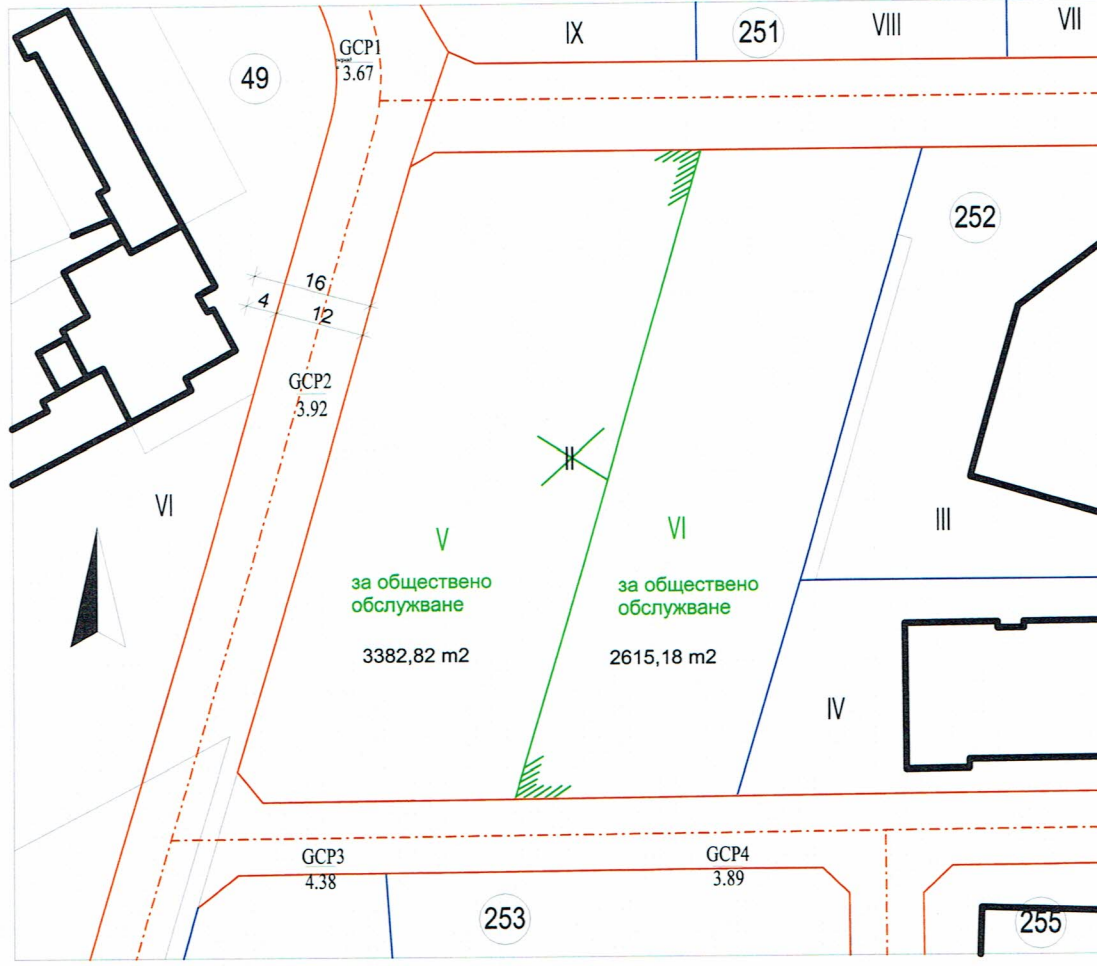 IX
251
VIII
VII
GCP1
3.67
49
252
16
4
12
GCP2
3.92
II
VI
III
V
VI
за обществено
обслужване
за обществено
обслужване
3382,82 m2
2615,18 m2
IV
GCP3
4.38
GCP4
3.89
253
255